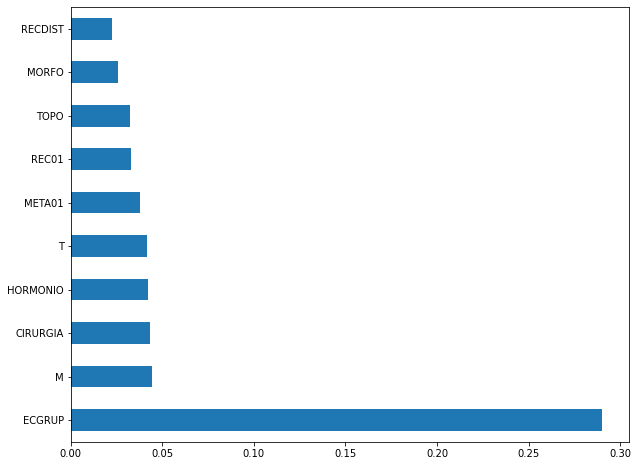 RECDIST
MORFO
TOPO
REC01
META01
T
HORMONIO
CIRURGIA
M
ECGRUP
0.00 0.05 0.10 0.15 0.20 0.25 0.30